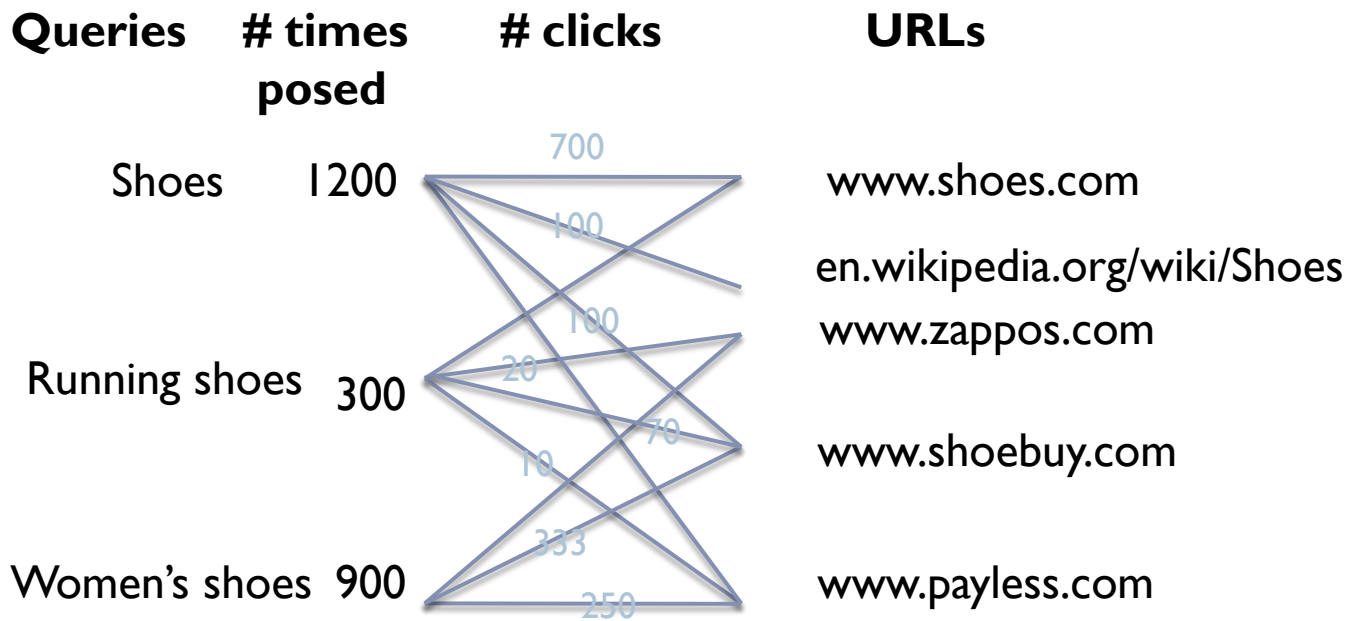 Queries # times posed # clicks URLs
700
Shoes 1200 www.shoes.com
100
en.wikipedia.org/wiki/Shoes
100
www.zappos.com
20
Running shoes 300
70
www.shoebuy.com
10
333
Women’s shoes 900 www.payless.com
250